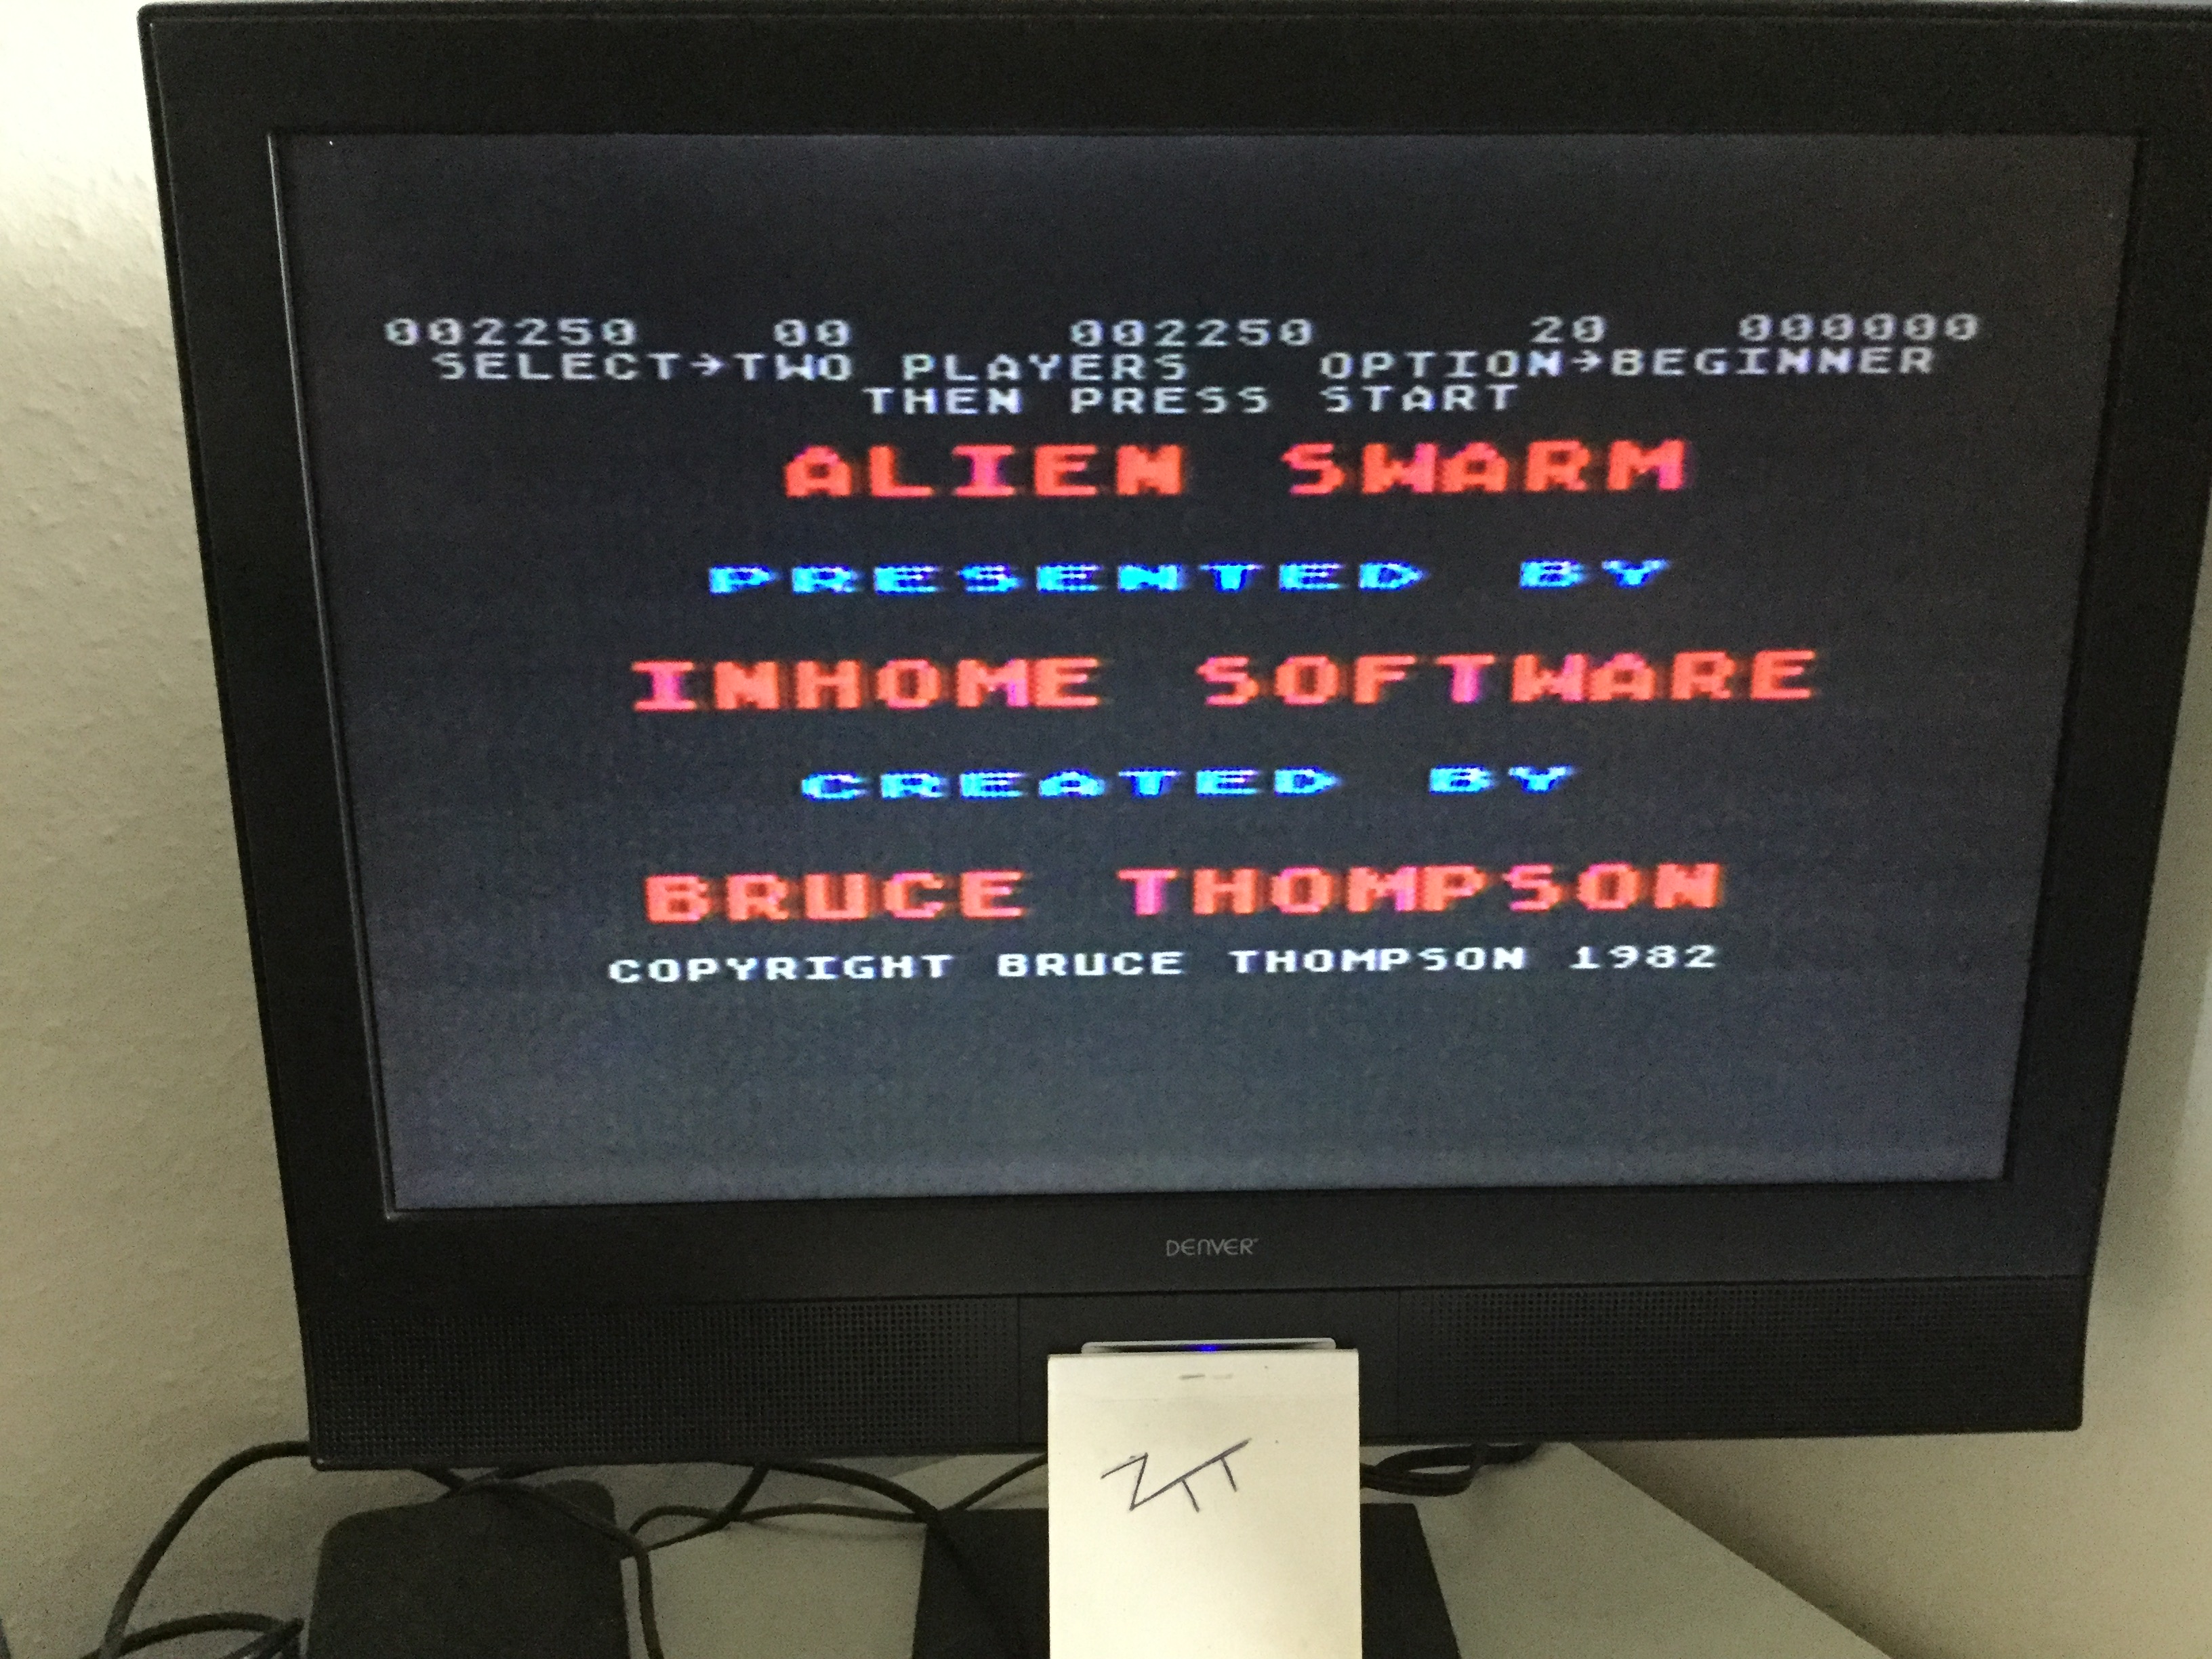 002250 00 002250 20 000000
SELECT→TWO PLAYERS OPTION→BEGINNER
THEN PRESS START
ALIEN SWARM
PRESENTED BY
INHOME SOFTWARE
CREATED BY
BRUCE THOMPSON
COPYRIGHT BRUCE THOMPSON 1982
DENVER
ZTT